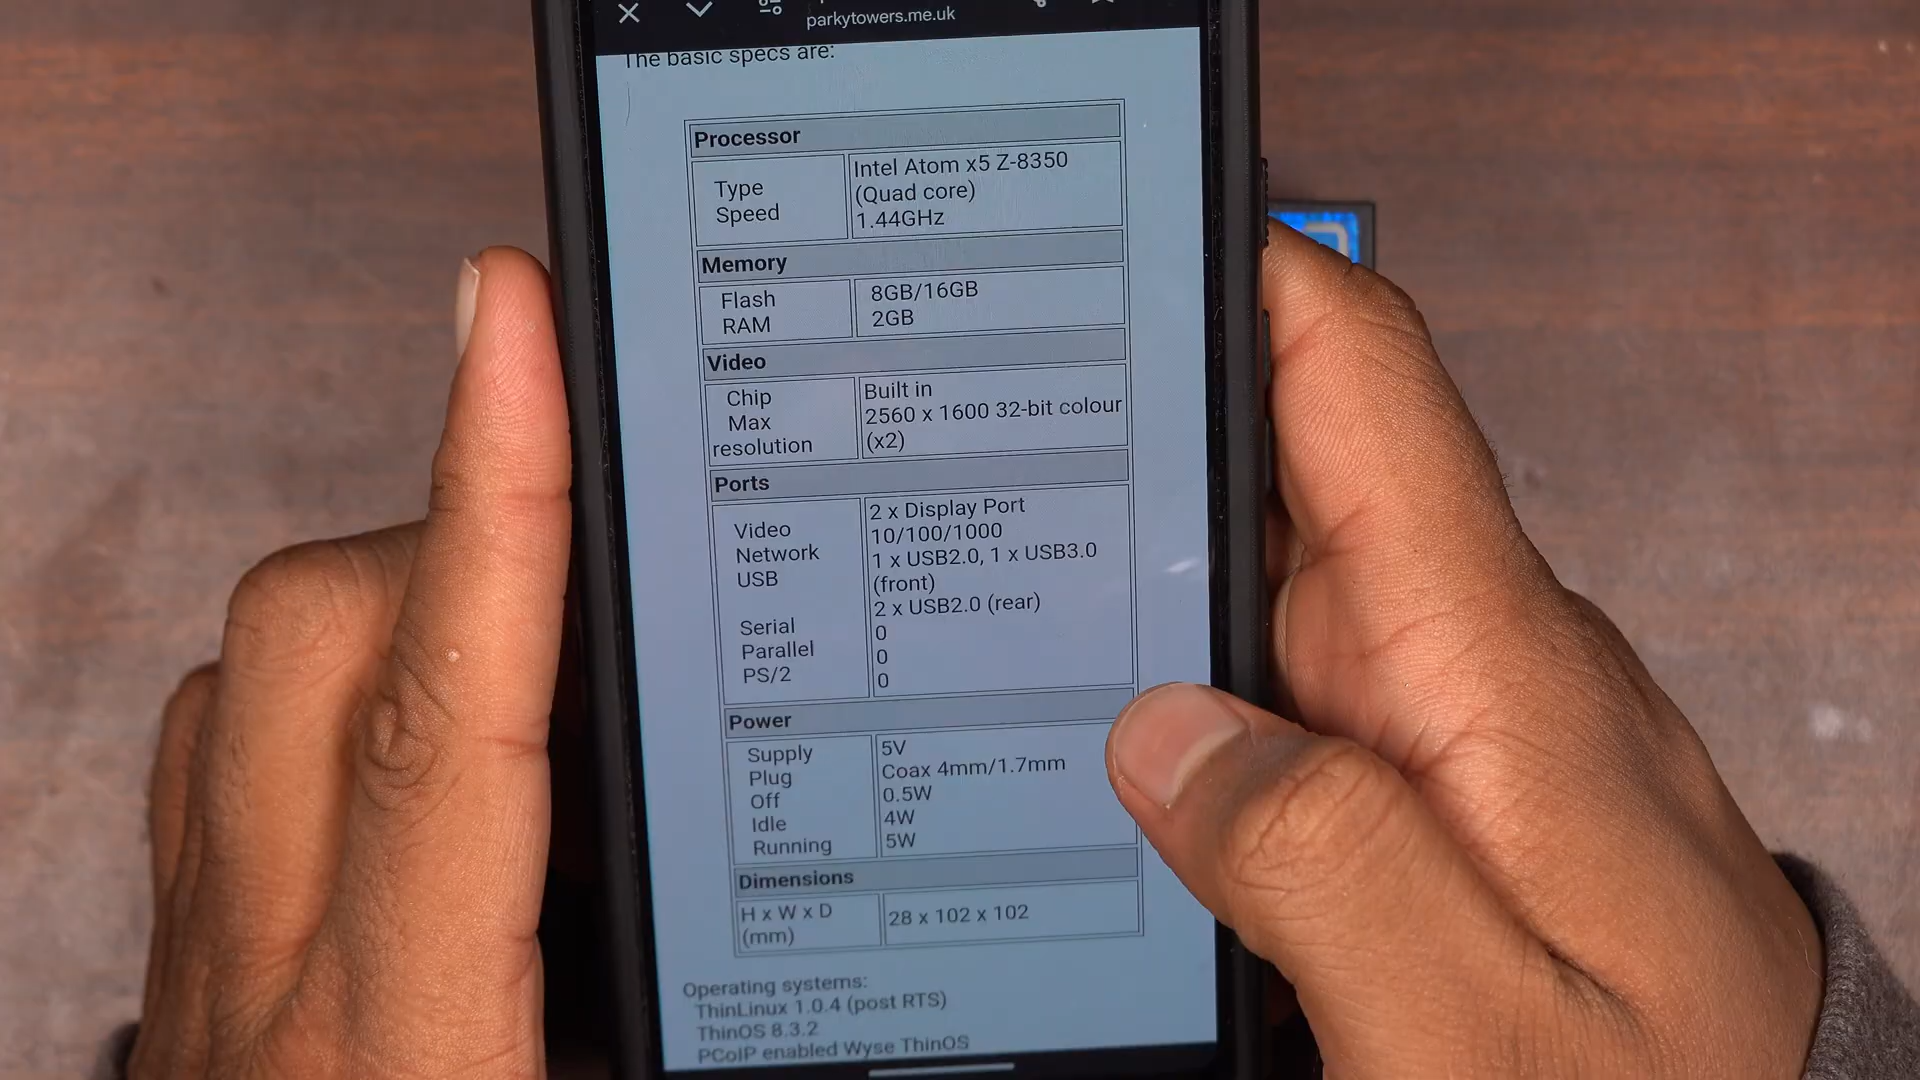 parkytowers.me.uk
The basic specs are:
Processor
Type
Speed
Intel Atom x5 Z-8350
(Quad core)
1.44GHz
Memory
Flash
RAM
8GB/16GB
2GB
Video
Chip
Max
resolution
Built in
2560 x 1600 32-bit colour
(x2)
Ports
Video
Network
USB
Serial
Parallel
PS/2
2 x Display Port
10/100/1000
1 x USB2.0, 1 x USB3.0
(front)
2 x USB2.0 (rear)
0
0
0
Power
Supply
Plug
Off
Idle
Running
5V
Coax 4mm/1.7mm
0.5W
4W
5W
Dimensions
H x W x D
(mm)
28 x 102 x 102
Operating systems:
ThinLinux 1.0.4 (post RTS)
ThinOS 8.3.2
PCoIP enabled Wyse ThinOS